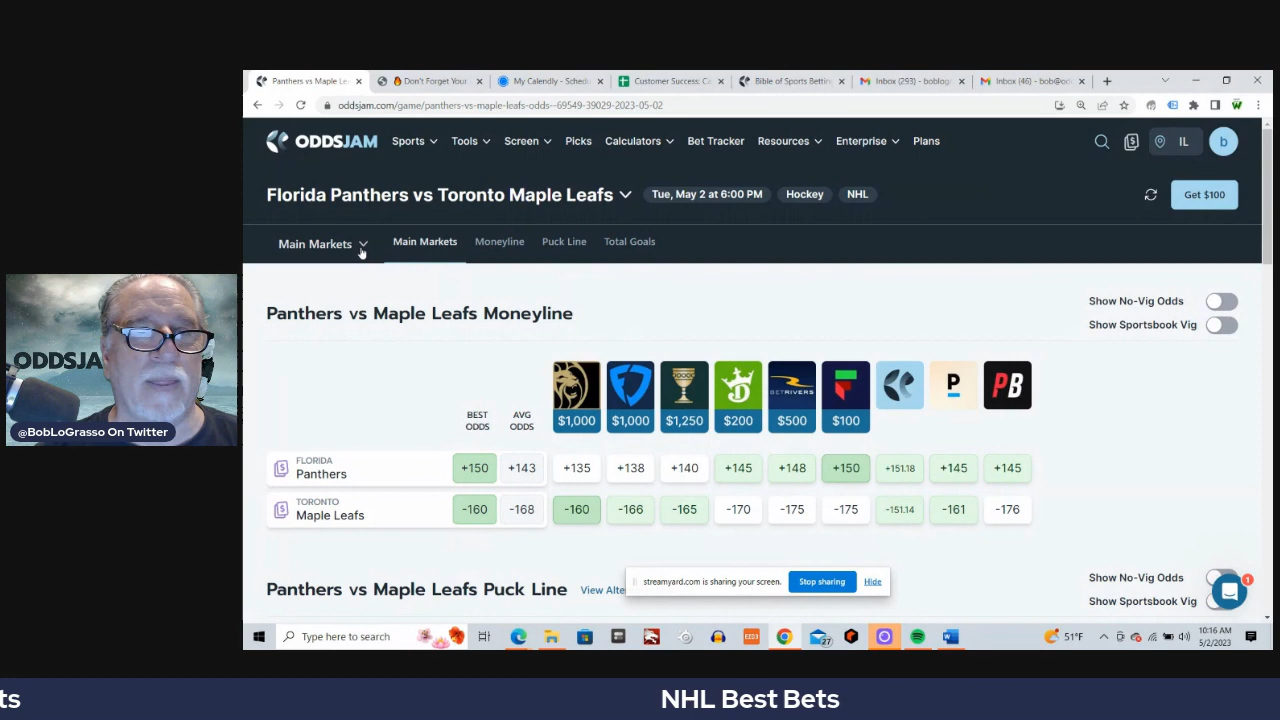 Panthers vs Maple Le
🔥 Don't Forget Your
My Calendly - Schedu
Customer Success: C
Bible of Sports Bettin
Inbox (293) - boblog
Inbox (46) - bob@od
oddsjam.com/game/panthers-vs-maple-leafs-odds--69549-39029-2023-05-02
ODDSJAM Sports Tools Screen Picks Calculators Bet Tracker Resources Enterprise Plans IL b
Florida Panthers vs Toronto Maple Leafs Tue, May 2 at 6:00 PM Hockey NHL Get $100
Main Markets Main Markets Moneyline Puck Line Total Goals
Panthers vs Maple Leafs Moneyline
Show No-Vig Odds
Show Sportsbook Vig
BETRIVERS P PB
BEST ODDS AVG ODDS $1,000 $1,000 $1,250 $200 $500 $100
FLORIDA
Panthers +150 +143 +135 +138 +140 +145 +148 +150 +151.18 +145 +145
TORONTO
Maple Leafs -160 -168 -160 -166 -165 -170 -175 -175 -151.14 -161 -176
streamyard.com is sharing your screen. Stop sharing Hide
Panthers vs Maple Leafs Puck Line View Alte
Show No-Vig Odds
Show Sportsbook Vig
1
Type here to search
27
51°F
10:16 AM
5/2/2023
ODDSJA
@BobLoGrasso On Twitter
ts
NHL Best Bets